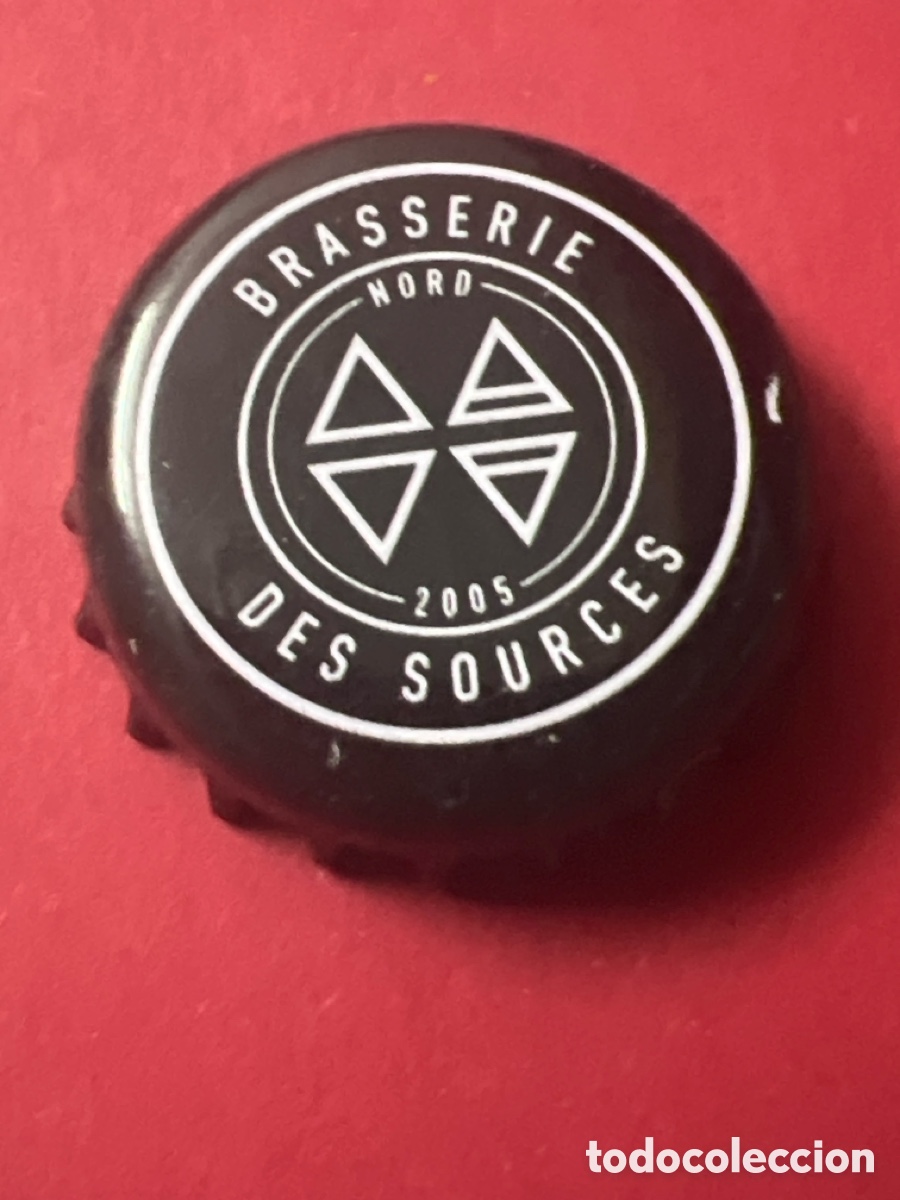 BRASSERIE
NORD
2005
DES SOURCES
todocoleccion